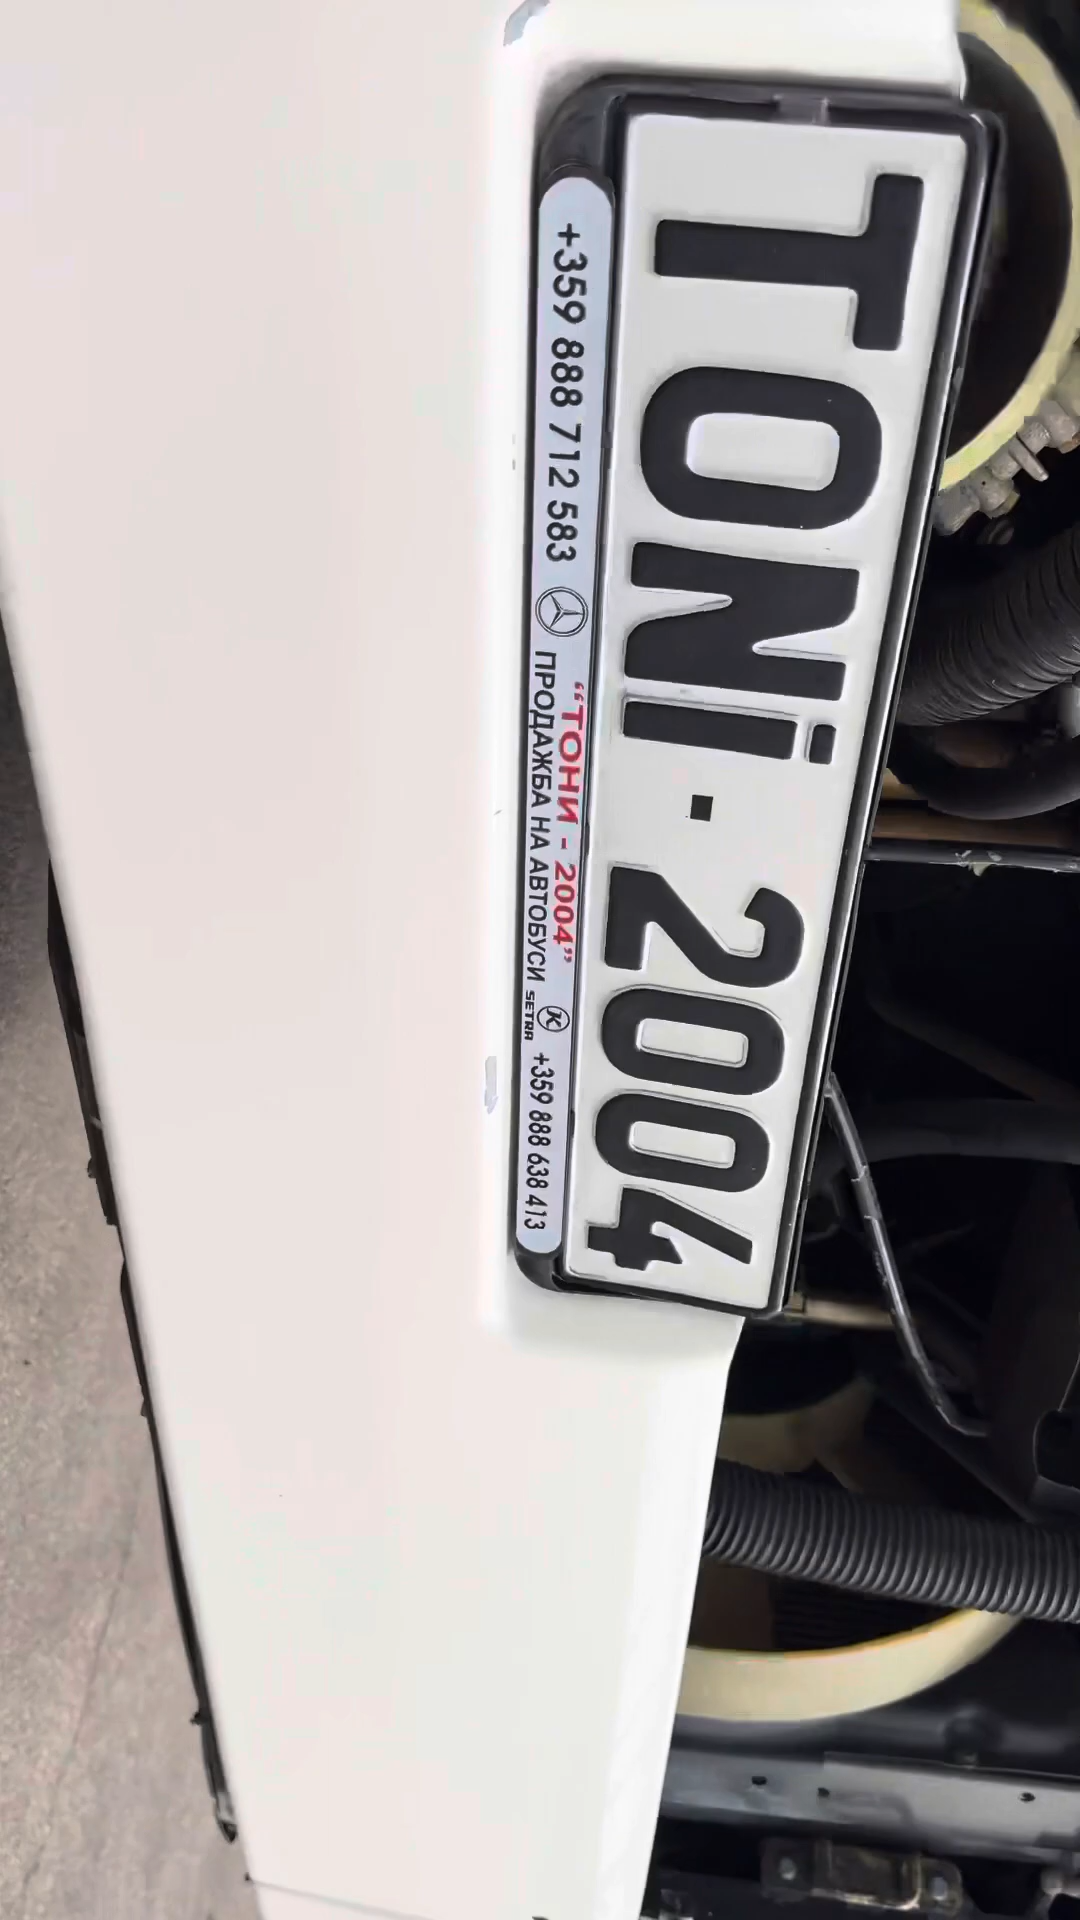 TONi · 2004
+359 888 712 583
“ТОНИ - 2004”
ПРОДАЖБА НА АВТОБУСИ
K
SETRA
+359 888 638 413